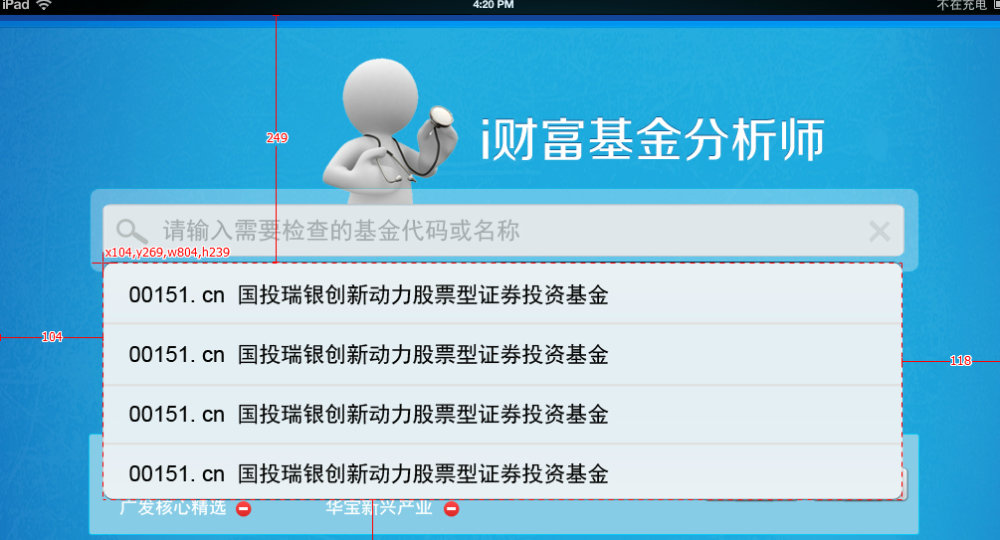 iPad 4:20 PM 不在充电
249
i财富基金分析师
请输入需要检查的基金代码或名称
x104,y269,w804,h239
00151.cn 国投瑞银创新动力股票型证券投资基金
104
00151.cn 国投瑞银创新动力股票型证券投资基金
118
00151.cn 国投瑞银创新动力股票型证券投资基金
00151.cn 国投瑞银创新动力股票型证券投资基金
广发核心精选 华宝新兴产业